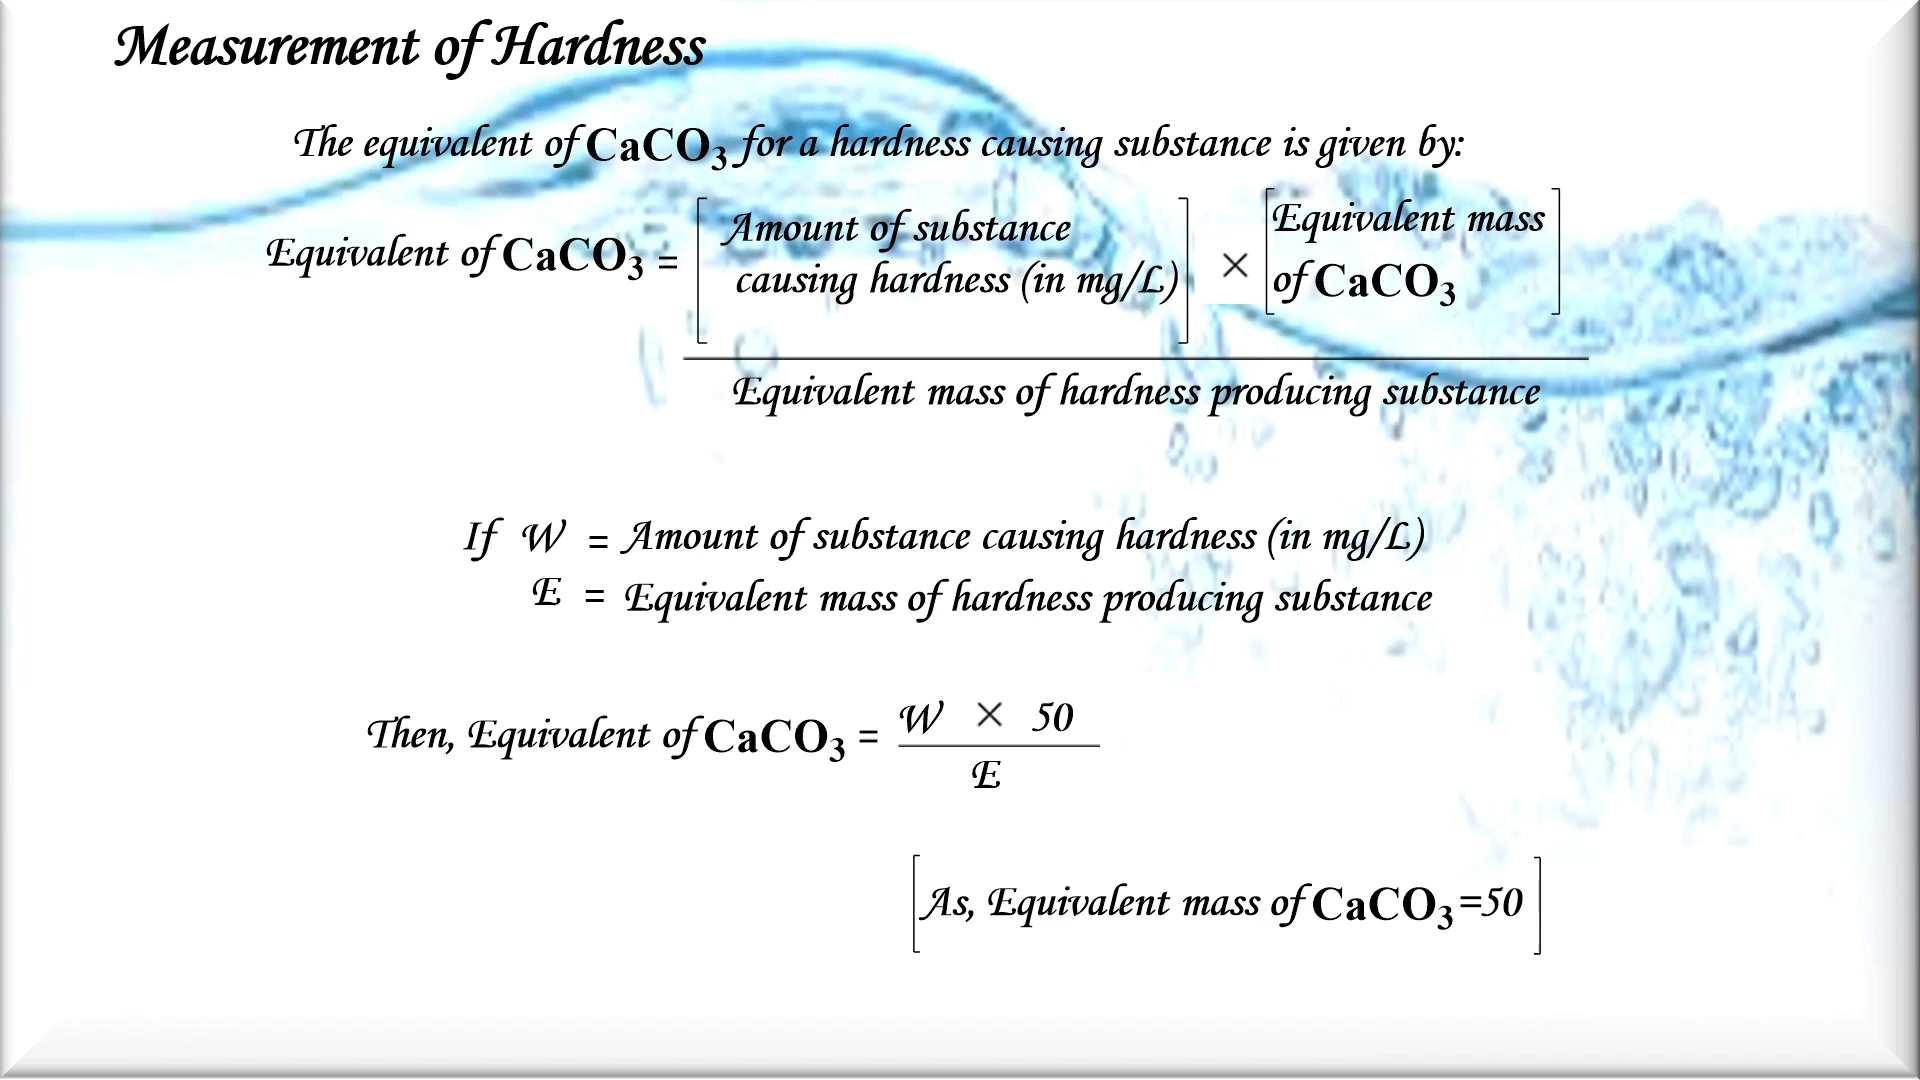 Measurement of Hardness
The equivalent of CaCO₃ for a hardness causing substance is given by:
Equivalent of CaCO₃ = [Amount of substance causing hardness (in mg/L)] × [Equivalent mass of CaCO₃]
Equivalent mass of hardness producing substance
If W = Amount of substance causing hardness (in mg/L)
E = Equivalent mass of hardness producing substance
Then, Equivalent of CaCO₃ = W × 50
E
[As, Equivalent mass of CaCO₃=50]